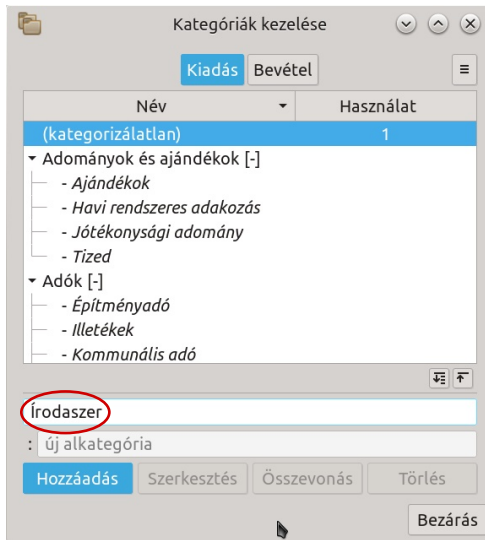 Kategóriák kezelése
Kiadás Bevétel
Név Használat
(kategorizálatlan) 1
Adományok és ajándékok [-]
- Ajándékok
- Havi rendszeres adakozás
- Jótékonysági adomány
- Tized
Adók [-]
- Építményadó
- Illetékek
- Kommunális adó
Írodaszer
: új alkategória
Hozzáadás Szerkesztés Összevonás Törlés
Bezárás